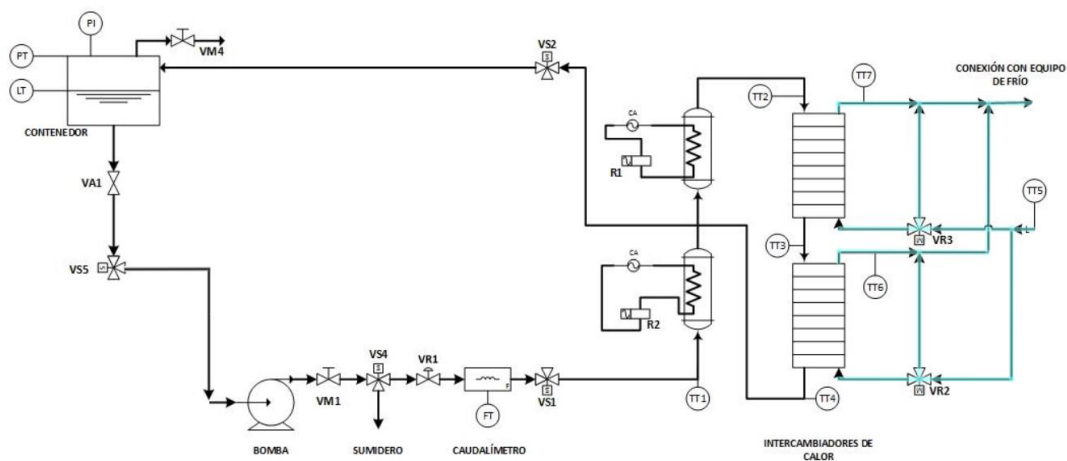 PI
PT
VM4
LT
CONTENEDOR
VA1
VS5
VS2
CA
R1
CA
R2
TT2
TT7
CONEXIÓN CON EQUIPO
DE FRÍO
TT5
TT3
VR3
TT6
VR2
TT4
TT1
VS4
VR1
VM1
VS1
F
FT
BOMBA
SUMIDERO
CAUDALÍMETRO
INTERCAMBIADORES DE
CALOR